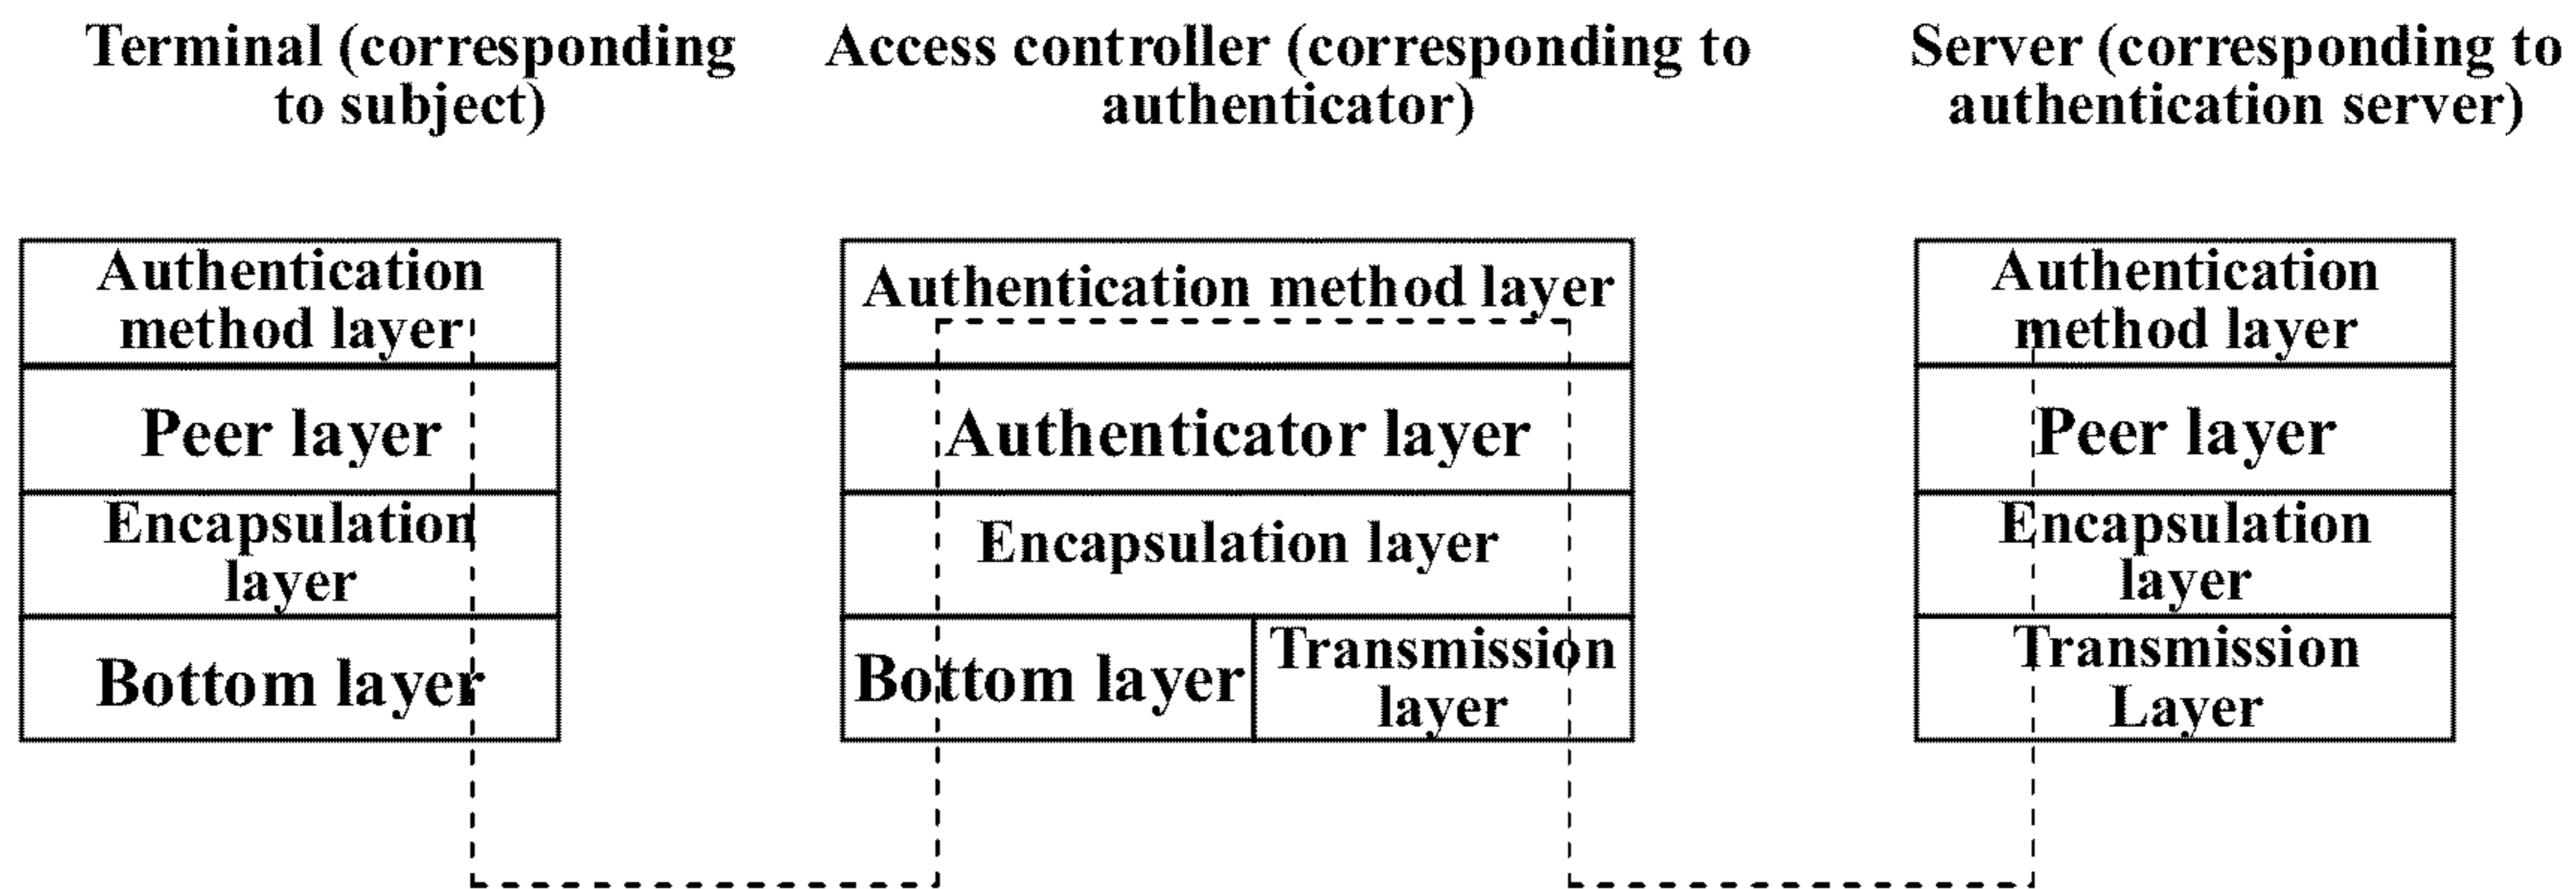 Terminal (corresponding
to subject)
Access controller (corresponding to
authenticator)
Server (corresponding to
authentication server)
Authentication
method layer
Peer layer
Encapsulation
layer
Bottom layer
Authentication method layer
Authenticator layer
Encapsulation layer
Bottom layer
Transmission
layer
Authentication
method layer
Peer layer
Encapsulation
layer
Transmission
Layer